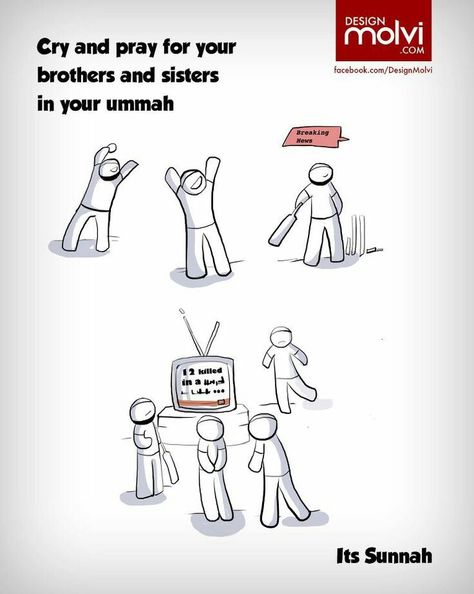 DESIGN
molvi
.COM
facebook.com/DesignMolvi
Cry and pray for your
brothers and sisters
in your ummah
Breaking
News
12 killed
in a
Its Sunnah